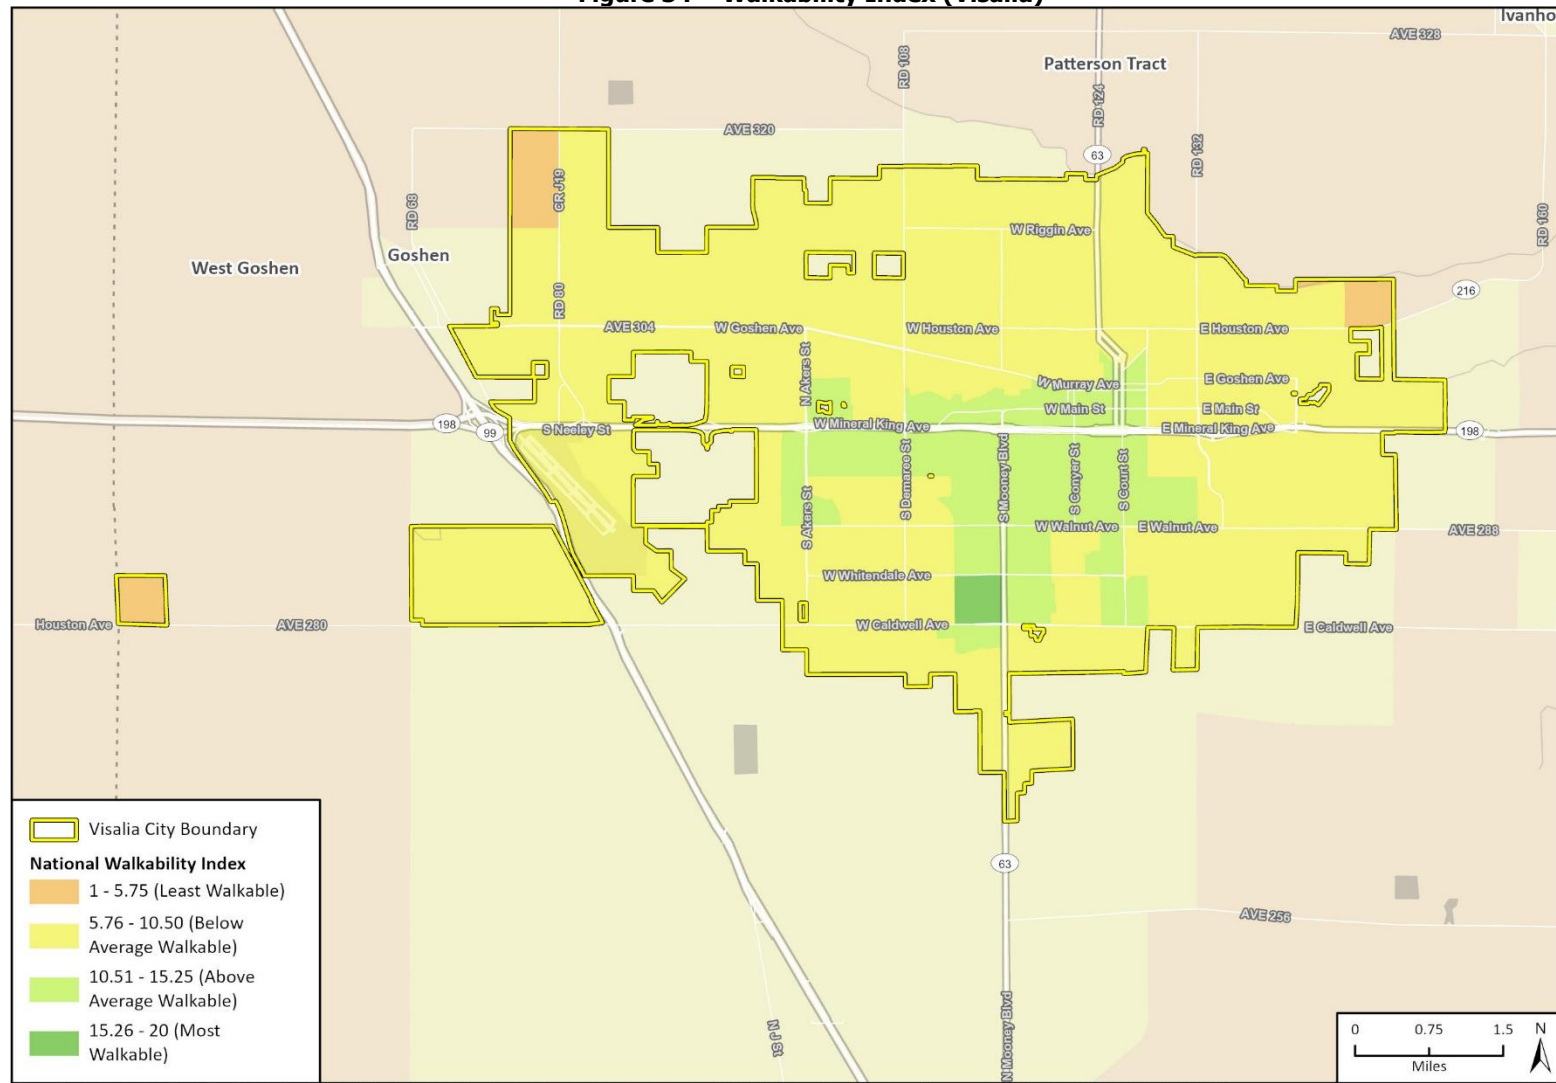 Figure 34 - Walkability Index (Visalia)
Ivanho
AVE 328
Patterson Tract
RD 108
RD 124
RD 132
AVE 320
63
CR J19
RD 68
RD 160
W Riggin Ave
Goshen
West Goshen
216
RD 80
AVE 304
W Goshen Ave
W Houston Ave
E Houston Ave
N Akers St
W Murray Ave
E Goshen Ave
W Main St
E Main St
198
99
S Neeley St
W Mineral King Ave
E Mineral King Ave
198
S Demaree St
S Mooney Blvd
S Conyer St
S Court St
S Akers St
W Walnut Ave
E Walnut Ave
AVE 288
W Whitendale Ave
Houston Ave
AVE 280
W Caldwell Ave
E Caldwell Ave
63
AVE 256
N Mooney Blvd
N J St
Visalia City Boundary
National Walkability Index
1 - 5.75 (Least Walkable)
5.76 - 10.50 (Below
Average Walkable)
10.51 - 15.25 (Above
Average Walkable)
15.26 - 20 (Most
Walkable)
0 0.75 1.5 N
Miles